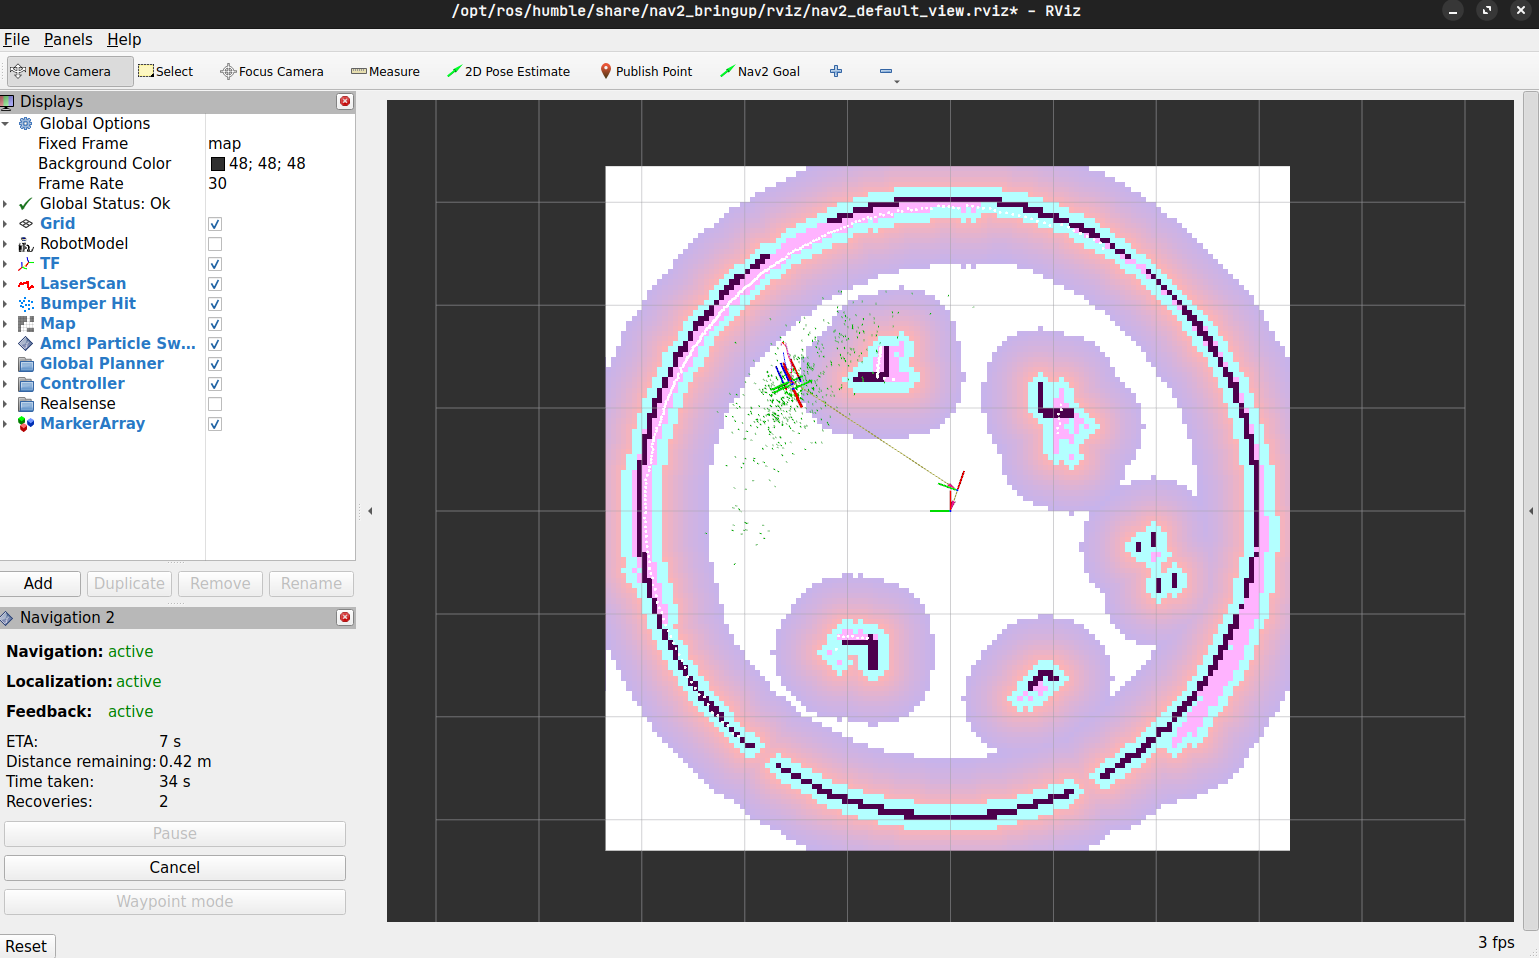 /opt/ros/humble/share/nav2_bringup/rviz/nav2_default_view.rviz* - RViz
File Panels Help
Move Camera Select Focus Camera Measure 2D Pose Estimate Publish Point Nav2 Goal
Displays
Global Options
Fixed Frame map
Background Color 48; 48; 48
Frame Rate 30
Global Status: Ok
Grid
RobotModel
TF
LaserScan
Bumper Hit
Map
Amcl Particle Sw...
Global Planner
Controller
Realsense
MarkerArray
Add Duplicate Remove Rename
Navigation 2
Navigation: active
Localization: active
Feedback: active
ETA: 7 s
Distance remaining: 0.42 m
Time taken: 34 s
Recoveries: 2
Pause
Cancel
Waypoint mode
Reset
3 fps